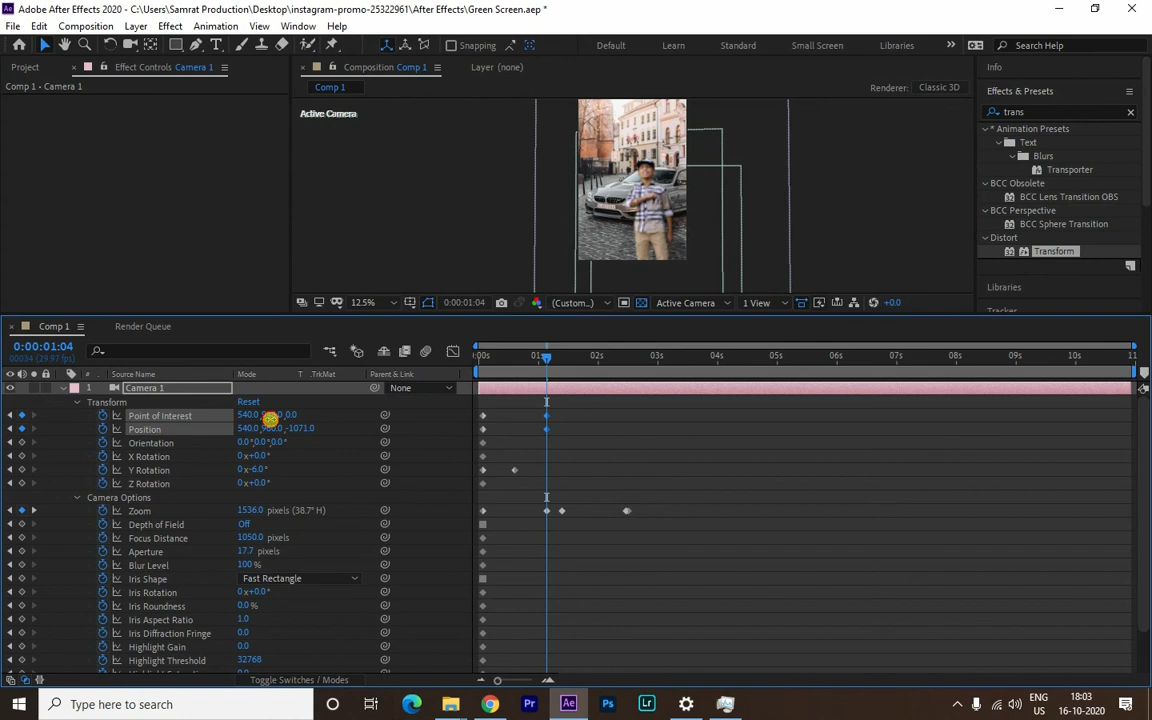 Adobe After Effects 2020 - C:\Users\Samrat Production\Desktop\instagram-promo-25322961\After Effects\Green Screen.aep *
File Edit Composition Layer Effect Animation View Window Help
Snapping Default Learn Standard Small Screen Libraries Search Help
Project Effect Controls Camera 1 Composition Comp 1 Layer (none) Info
Comp 1 • Camera 1 Comp 1 Renderer: Classic 3D Effects & Presets
Active Camera
trans
* Animation Presets
Text
Blurs
Transporter
BCC Obsolete
BCC Lens Transition OBS
BCC Perspective
BCC Sphere Transition
Distort
Transform
Libraries
12.5% 0:00:01:04 (Custom...) Active Camera 1 View +0.0
Comp 1 Render Queue
0:00:01:04
00034 (29.97 fps)
:00s 02s 03s 04s 05s 06s 07s 08s 09s 10s 11
# Source Name Mode T .TrkMat Parent & Link
1 Camera 1 None
Transform Reset
Point of Interest
Position 540.0, -1071.0
Orientation 0.0°,0.0°,0.0°
X Rotation 0x+0.0°
Y Rotation 0x-6.0°
Z Rotation 0x+0.0°
Camera Options
Zoom 1536.0 pixels (38.7° H)
Depth of Field Off
Focus Distance 1050.0 pixels
Aperture 17.7 pixels
Blur Level 100 %
Iris Shape Fast Rectangle
Iris Rotation 0x+0.0°
Iris Roundness 0.0 %
Iris Aspect Ratio 1.0
Iris Diffraction Fringe 0.0
Highlight Gain 0.0
Highlight Threshold 32768
Toggle Switches / Modes
Type here to search ENG 18:03
US 16-10-2020